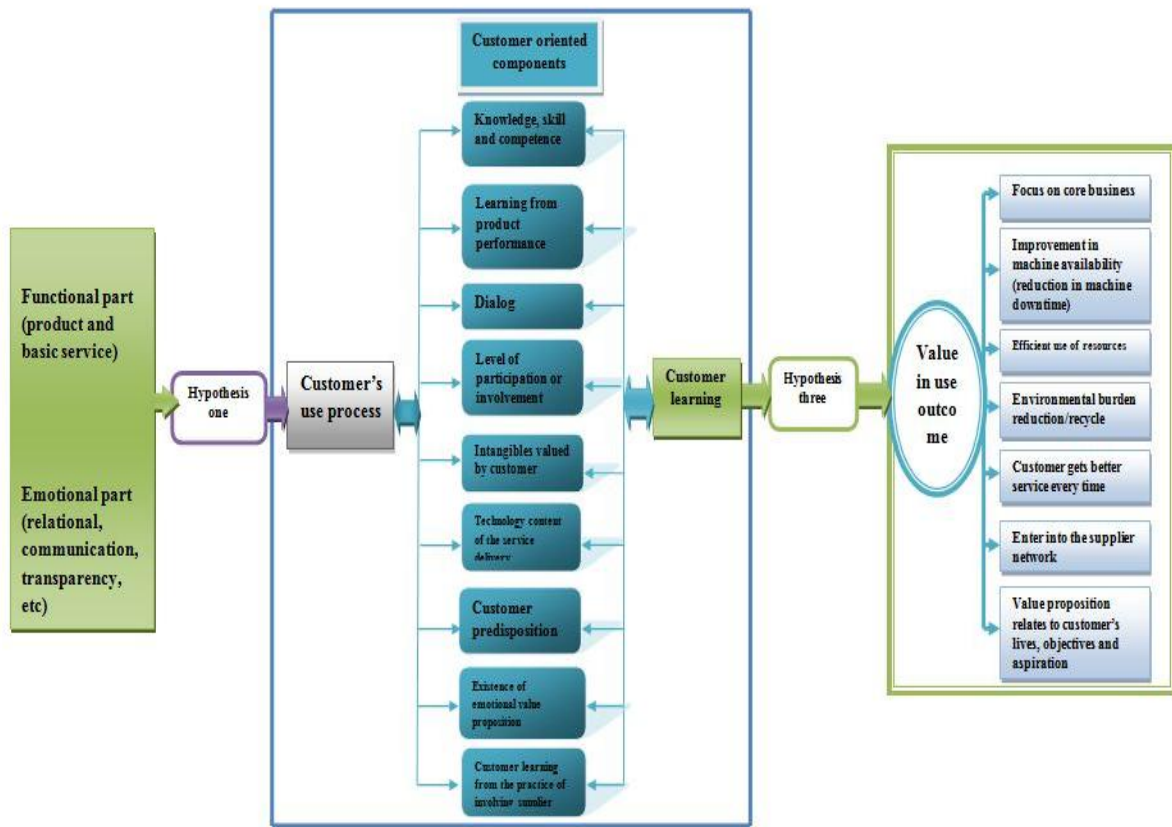 Functional part
(product and
basic service)
Emotional part
(relational,
communication,
transparency,
etc)
Hypothesis
one
Customer's
use process
Customer oriented
components
Knowledge, skill
and competence
Learning from
product
performance
Dialog
Level of
participation or
involvement
Intangibles valued
by customer
Technology content
of the service
delivery
Customer
predisposition
Existence of
emotional value
proposition
Customer learning
from the practice of
involving supplier
Customer
learning
Hypothesis
three
Value
in use
outco
me
Focus on core business
Improvement in
machine availability
(reduction in machine
downtime)
Efficient use of resources
Environmental burden
reduction/recycle
Customer gets better
service every time
Enter into the supplier
network
Value proposition
relates to customer's
lives, objectives and
aspiration